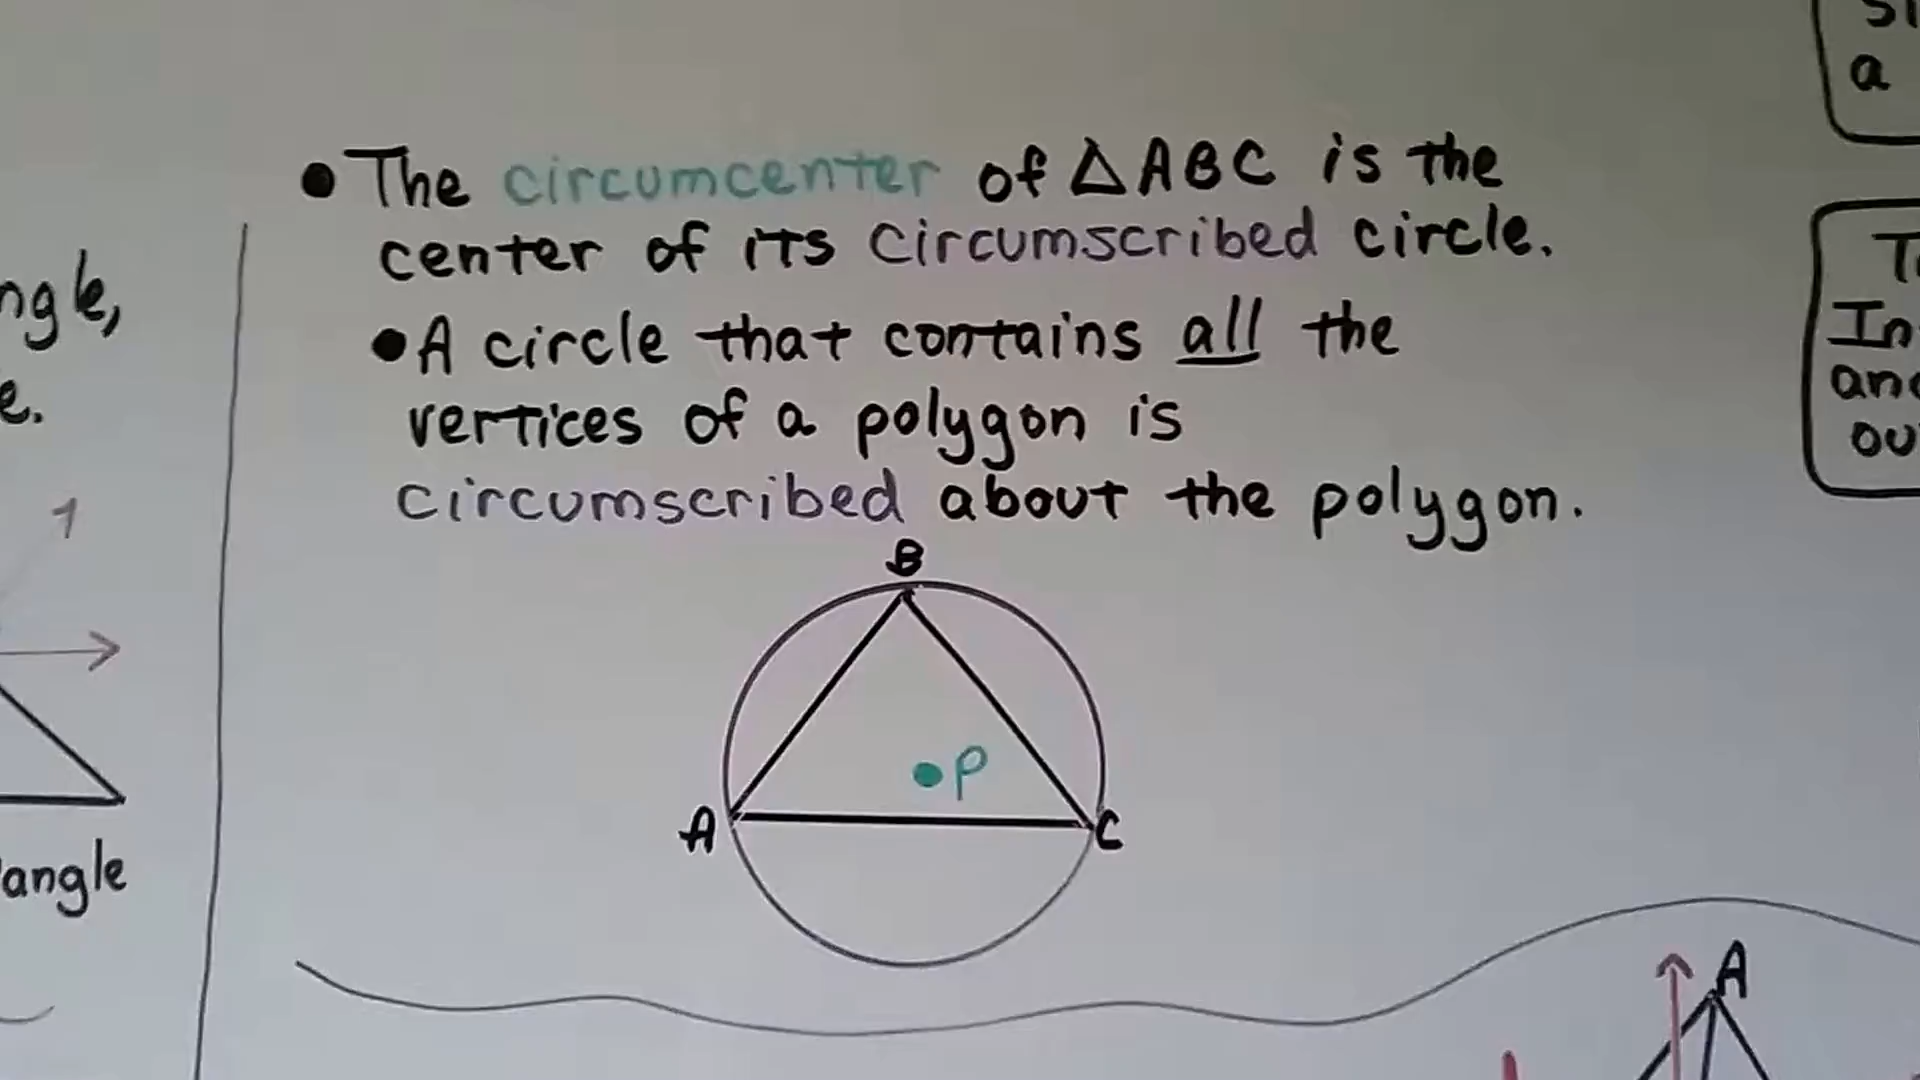 • The circumcenter of △ABC is the
center of its circumscribed circle.
• A circle that contains all the
vertices of a polygon is
circumscribed about the polygon.
B
P
A
C
A
a
and